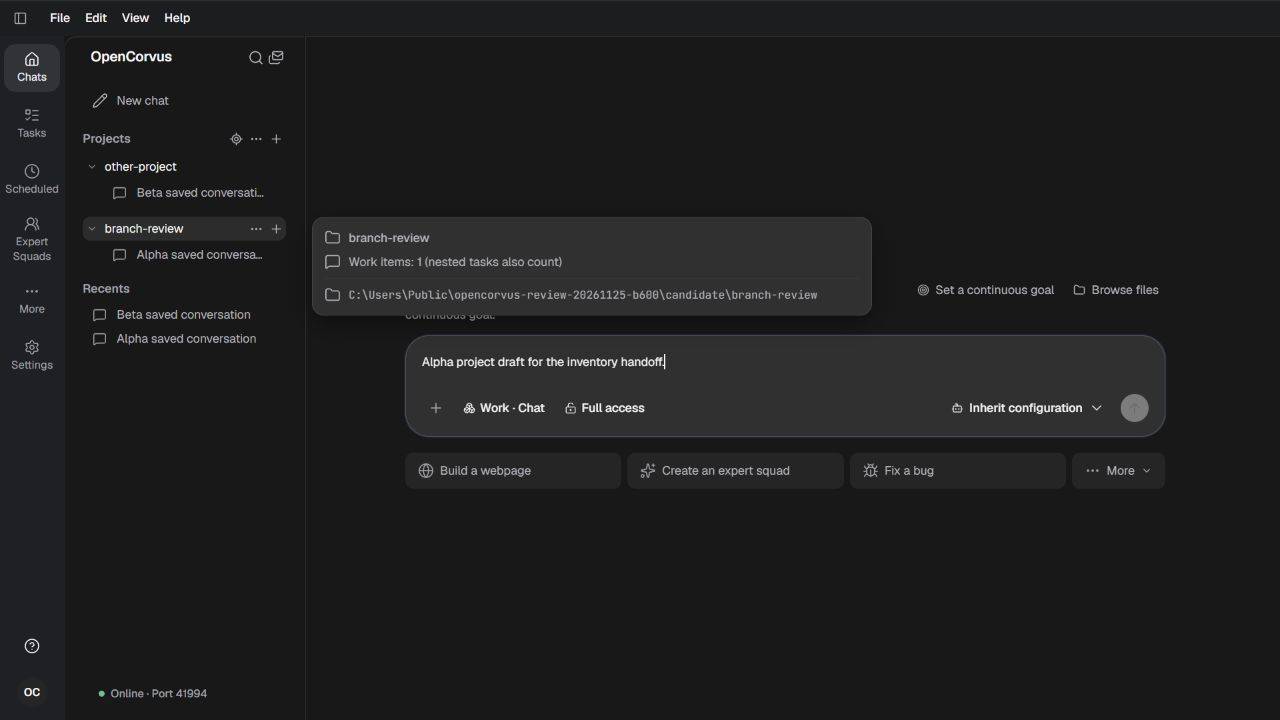 File Edit View Help
OpenCorvus
Chats
New chat
Tasks
Projects
other-project
Scheduled
Beta saved conversati...
branch-review
Expert
Squads
Alpha saved conversa...
Recents
More
Beta saved conversation
Alpha saved conversation
Settings
branch-review
Work items: 1 (nested tasks also count)
C:\Users\Public\opencorvus-review-20261125-b600\candidate\branch-review
Set a continuous goal Browse files
continuous goal.
Alpha project draft for the inventory handoff.
Work · Chat Full access Inherit configuration
Build a webpage Create an expert squad Fix a bug More
OC
Online · Port 41994